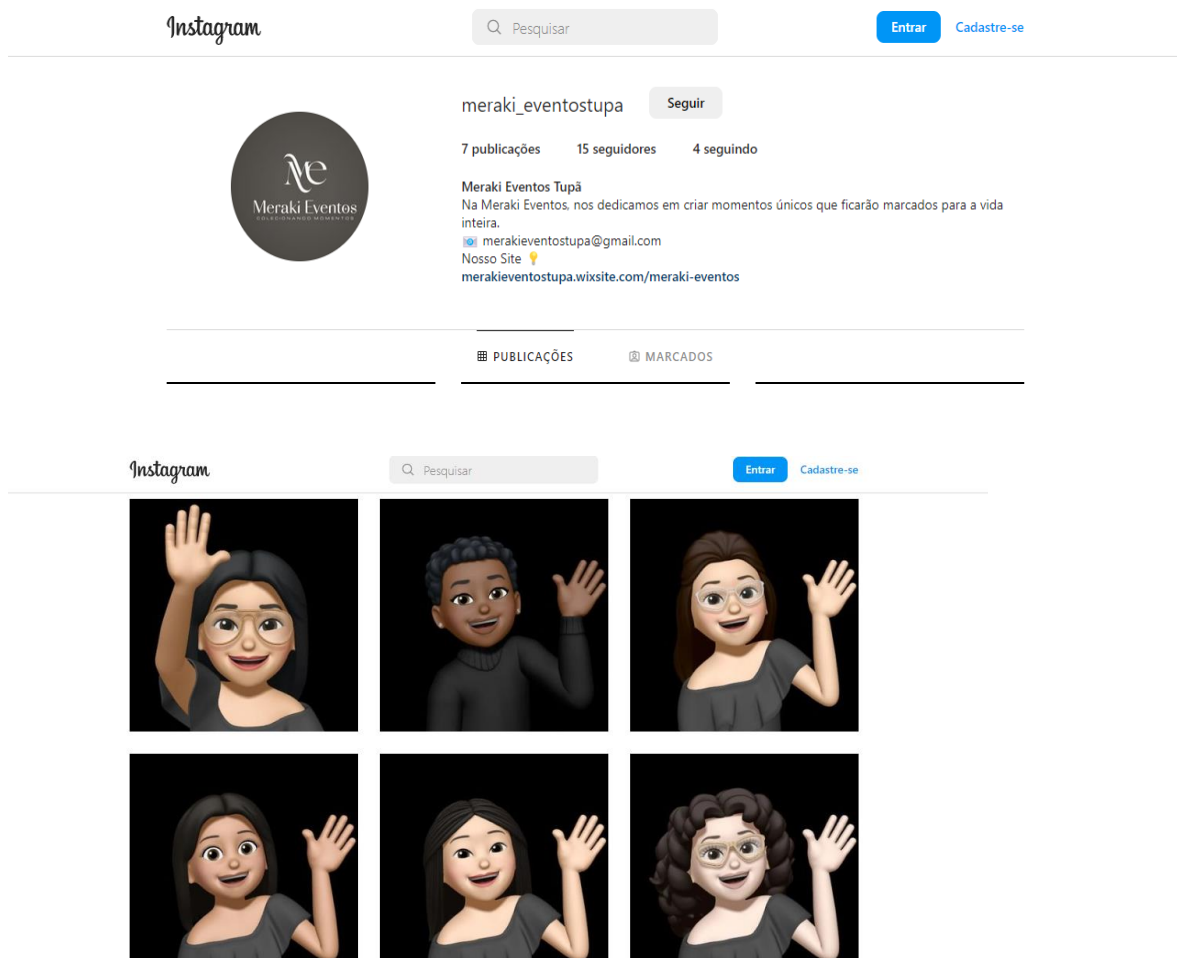 Instagram
Pesquisar
Entrar
Cadastre-se
meraki_eventostupa
Seguir
7 publicações
15 seguidores
4 seguindo
Me
Meraki Eventos
COLECIONANDO MOMENTOS
Meraki Eventos Tupã
Na Meraki Eventos, nos dedicamos em criar momentos únicos que ficarão marcados para a vida
inteira.
merakieventostupa@gmail.com
Nosso Site
merakieventostupa.wixsite.com/meraki-eventos
PUBLICAÇÕES
MARCADOS
Instagram
Pesquisar
Entrar
Cadastre-se